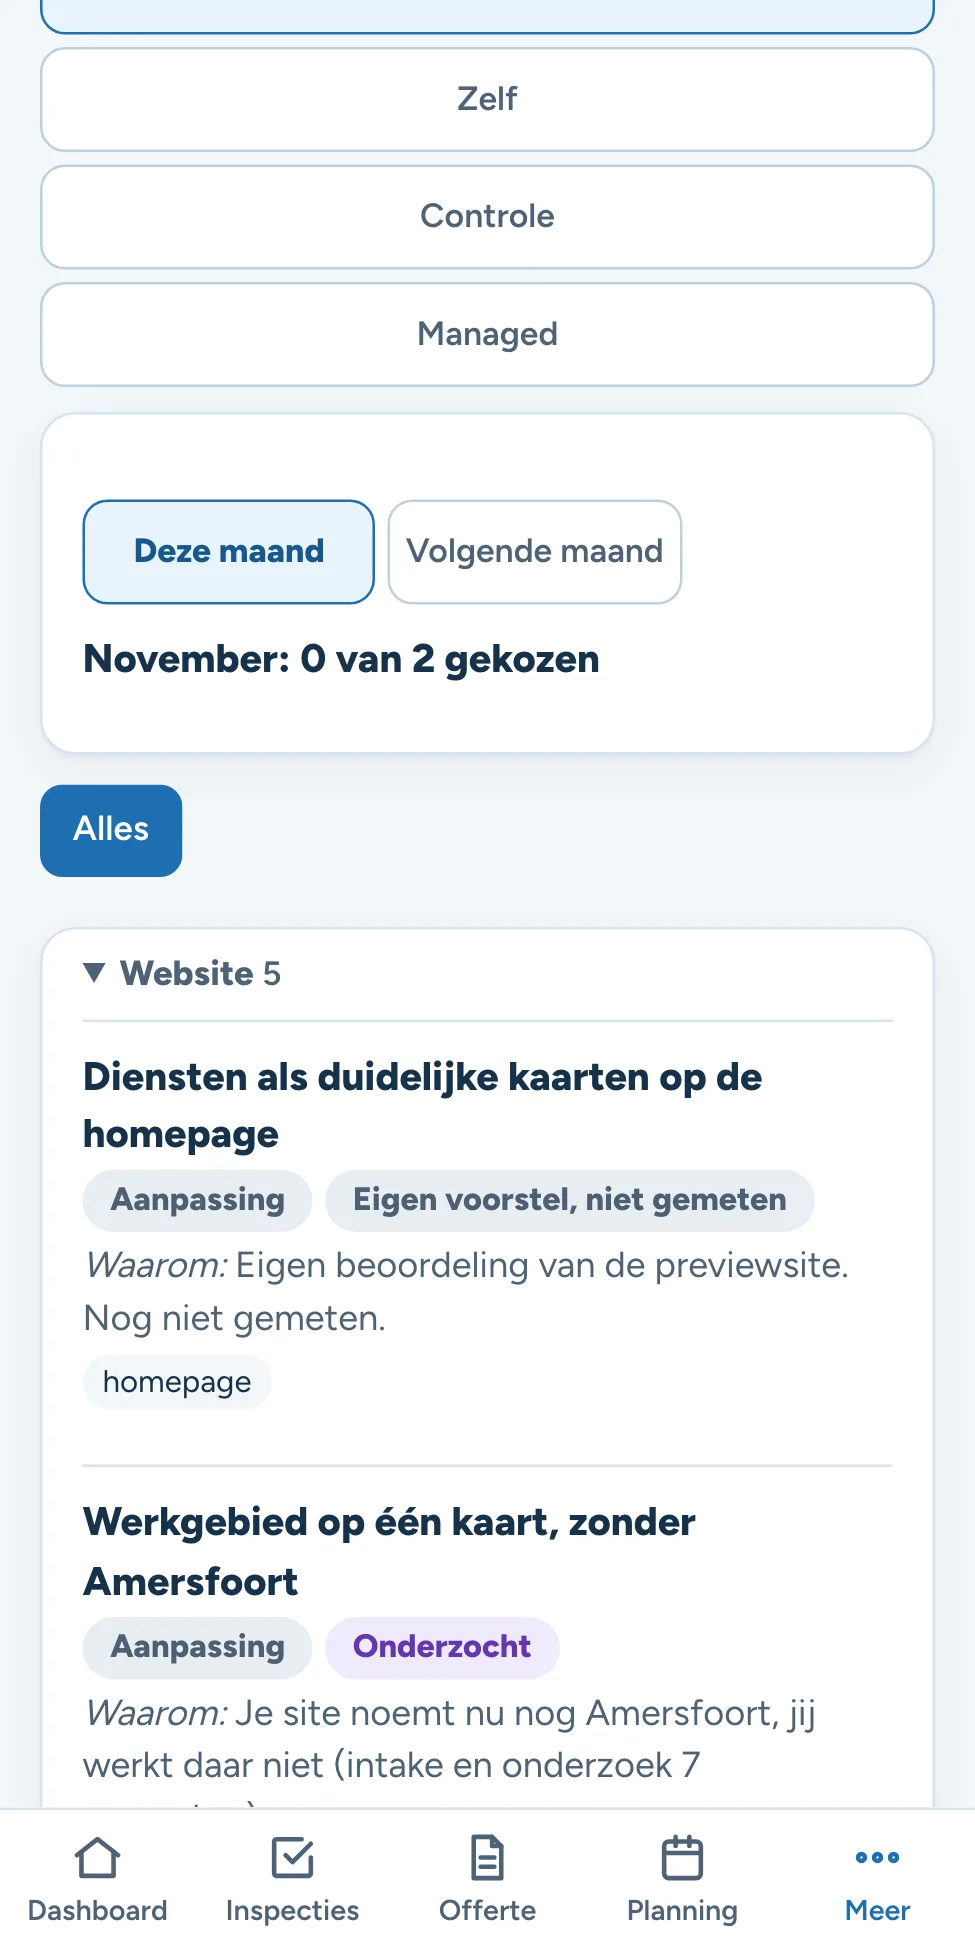 Zelf
Controle
Managed
Deze maand
Volgende maand
November: 0 van 2 gekozen
Alles
Website 5
Diensten als duidelijke kaarten op de
homepage
Aanpassing
Eigen voorstel, niet gemeten
Waarom: Eigen beoordeling van de previewsite.
Nog niet gemeten.
homepage
Werkgebied op één kaart, zonder
Amersfoort
Aanpassing
Onderzocht
Waarom: Je site noemt nu nog Amersfoort, jij
werkt daar niet (intake en onderzoek 7
Dashboard
Inspecties
Offerte
Planning
Meer